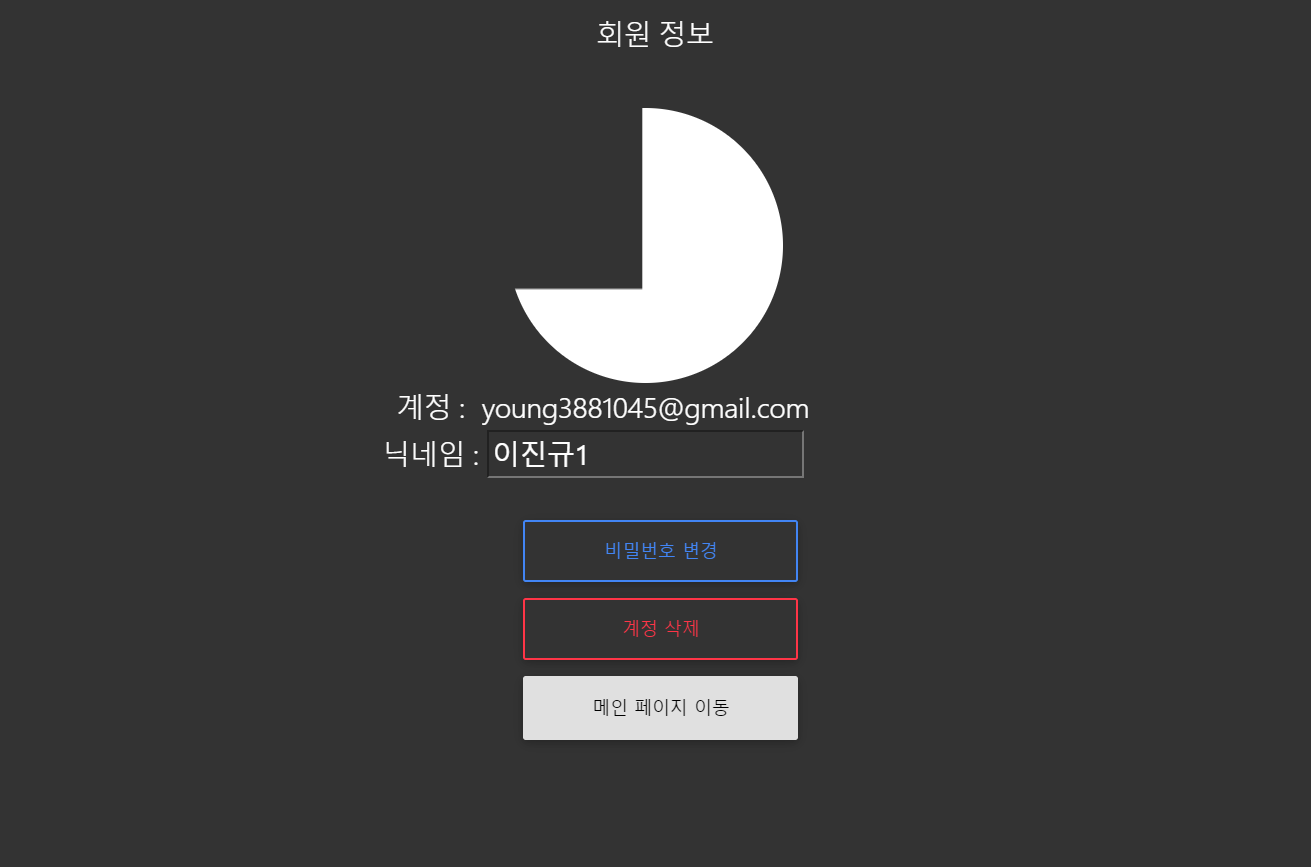 회원 정보
계정 : young3881045@gmail.com
닉네임 : 이진규1
비밀번호 변경
계정 삭제
메인 페이지 이동